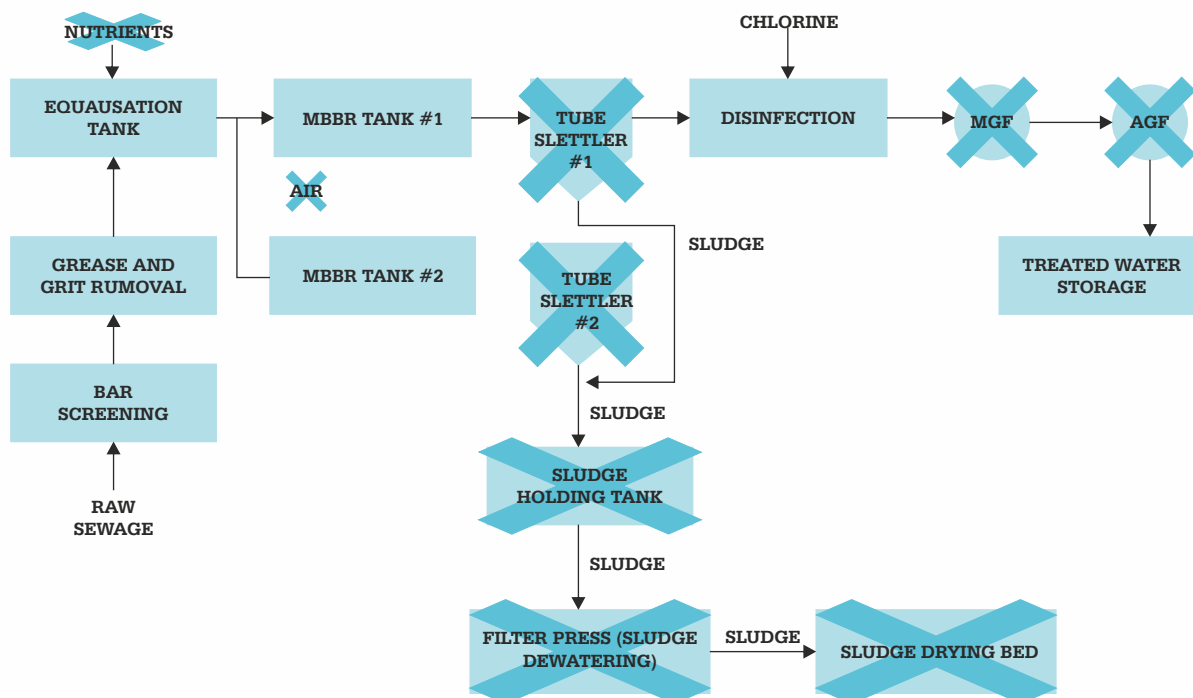 NUTRIENTS
CHLORINE
EQUAUSATION
TANK
MBBR TANK #1
TUBE
SLETTLER
#1
DISINFECTION
MGF
AGF
AIR
SLUDGE
GREASE AND
GRIT RUMOVAL
MBBR TANK #2
TUBE
SLETTLER
#2
TREATED WATER
STORAGE
BAR
SCREENING
SLUDGE
RAW
SEWAGE
SLUDGE
HOLDING TANK
SLUDGE
FILTER PRESS (SLUDGE
DEWATERING)
SLUDGE
SLUDGE DRYING BED